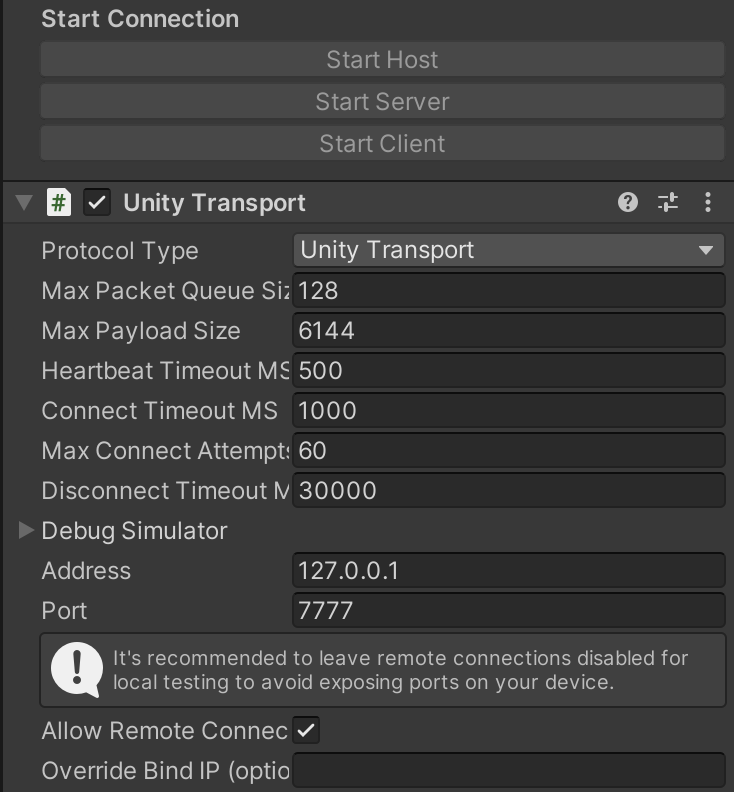 Start Connection
Start Host
Start Server
Start Client
# Unity Transport
Protocol Type Unity Transport
Max Packet Queue Siz 128
Max Payload Size 6144
Heartbeat Timeout MS 500
Connect Timeout MS 1000
Max Connect Attempts 60
Disconnect Timeout M 30000
Debug Simulator
Address 127.0.0.1
Port 7777
It's recommended to leave remote connections disabled for
local testing to avoid exposing ports on your device.
Allow Remote Connec
Override Bind IP (optio